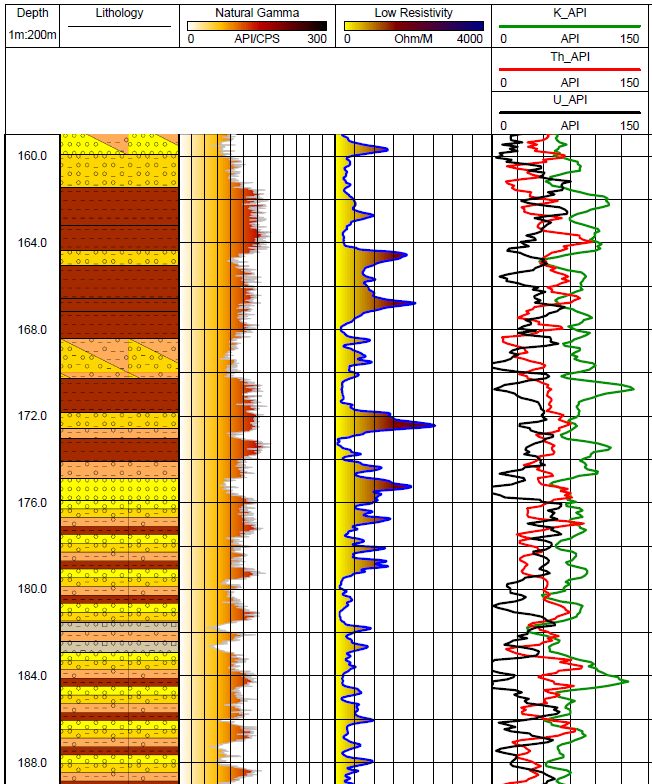 Depth
1m:200m
Lithology
Natural Gamma
0 API/CPS 300
Low Resistivity
0 Ohm/M 4000
K_API
0 API 150
Th_API
0 API 150
U_API
0 API 150
160.0
164.0
168.0
172.0
176.0
180.0
184.0
188.0